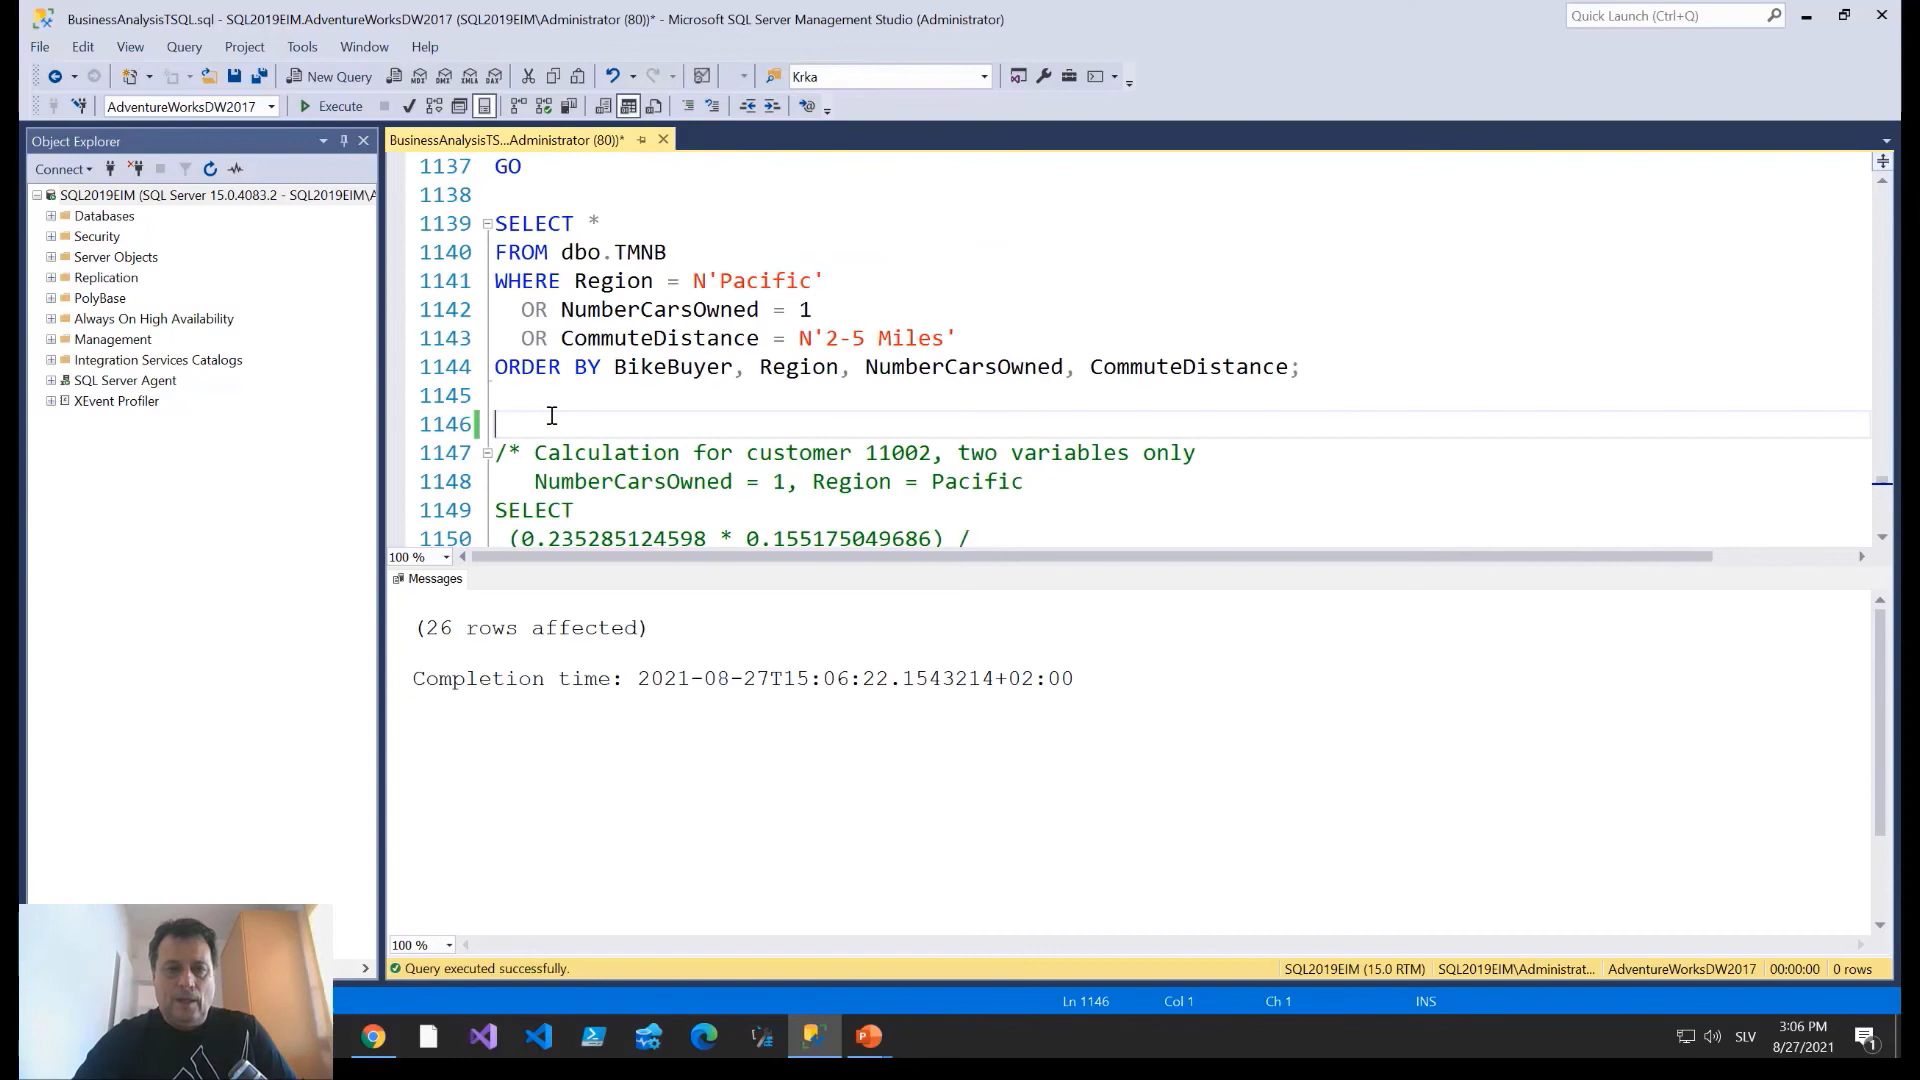 BusinessAnalysisTSQL.sql - SQL2019EIM.AdventureWorksDW2017 (SQL2019EIM\Administrator (80))* - Microsoft SQL Server Management Studio (Administrator)
Quick Launch (Ctrl+Q)
File Edit View Query Project Tools Window Help
New Query
MDX DMX XMLA DAX
Krka
AdventureWorksDW2017
Execute
Object Explorer
Connect
SQL2019EIM (SQL Server 15.0.4083.2 - SQL2019EIM\A
Databases
Security
Server Objects
Replication
PolyBase
Always On High Availability
Management
Integration Services Catalogs
SQL Server Agent
XEvent Profiler
BusinessAnalysisTS...Administrator (80))*
1137 GO
1138
1139 SELECT *
1140 FROM dbo.TMNB
1141 WHERE Region = N'Pacific'
1142 OR NumberCarsOwned = 1
1143 OR CommuteDistance = N'2-5 Miles'
1144 ORDER BY BikeBuyer, Region, NumberCarsOwned, CommuteDistance;
1145
1146
1147 /* Calculation for customer 11002, two variables only
1148 NumberCarsOwned = 1, Region = Pacific
1149 SELECT
1150 (0.235285124598 * 0.155175049686) /
100 %
Messages
(26 rows affected)
Completion time: 2021-08-27T15:06:22.1543214+02:00
100 %
Query executed successfully.
SQL2019EIM (15.0 RTM) SQL2019EIM\Administrat... AdventureWorksDW2017 00:00:00 0 rows
Ln 1146 Col 1 Ch 1 INS
SLV
3:06 PM
8/27/2021
1